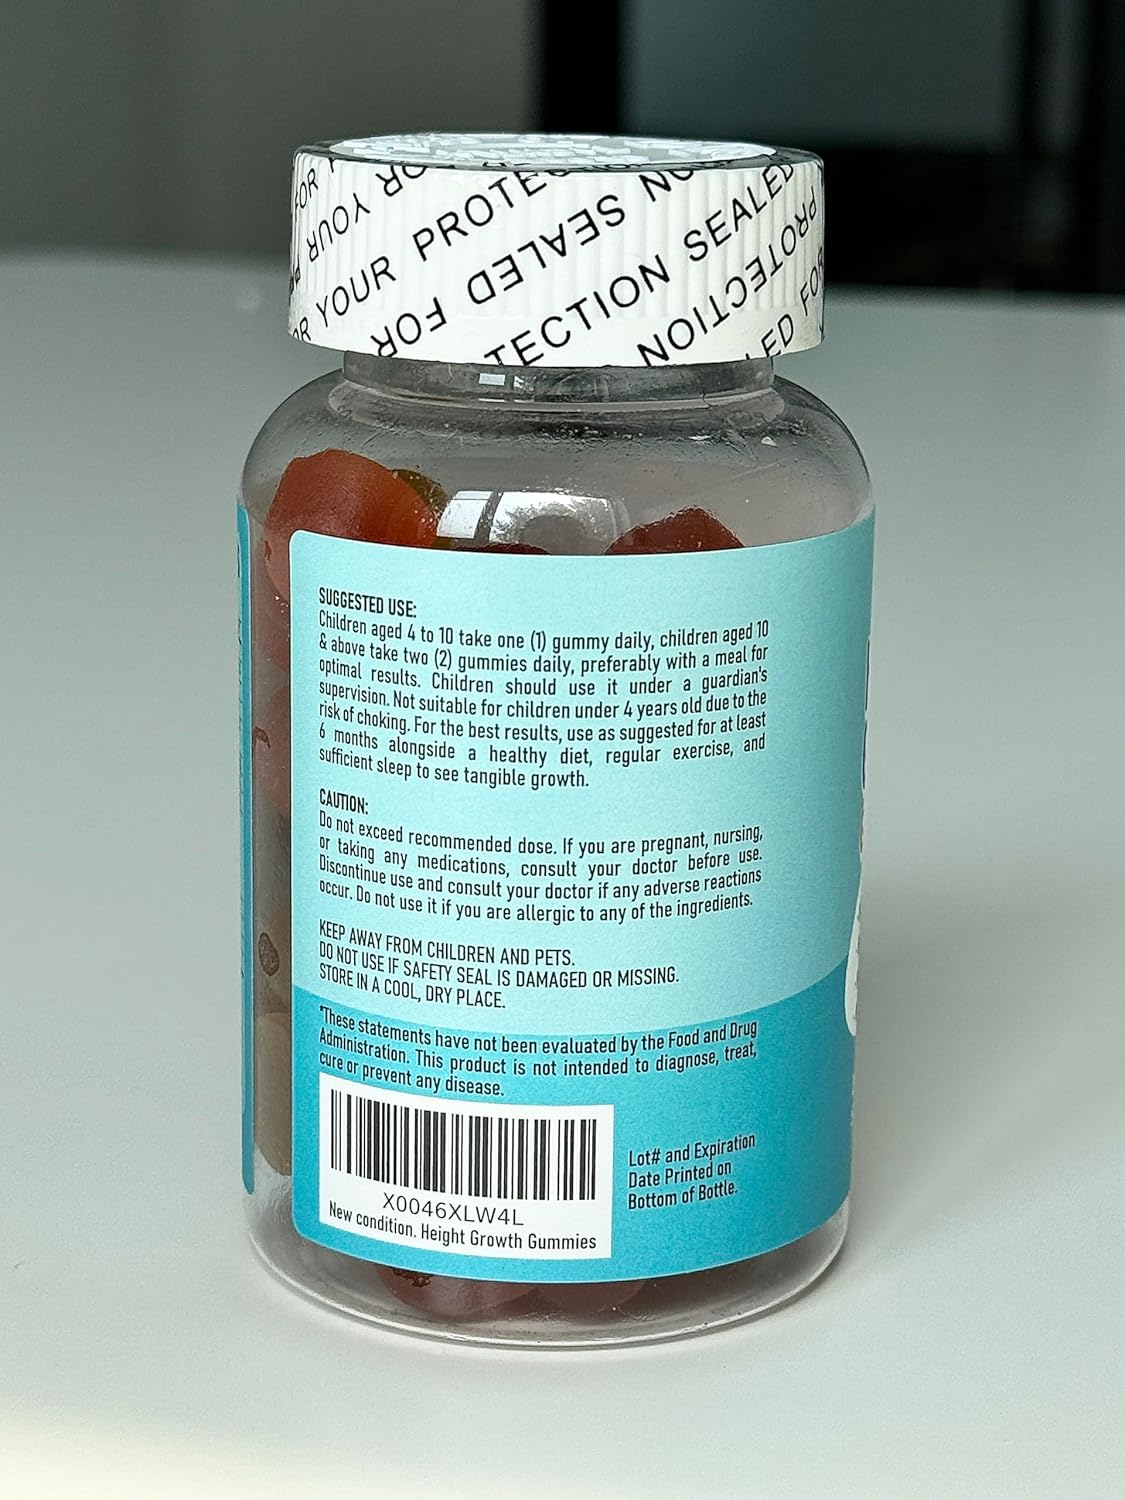 FOR YOUR PROTECTION SEALED
SEALED FOR
YOUR PROTE
FOR YOUR
TECTION SEALED
PROTECTION
SUGGESTED USE:
Children aged 4 to 10 take one (1) gummy daily, children aged 10
& above take two (2) gummies daily, preferably with a meal for
optimal results. Children should use it under a guardian's
supervision. Not suitable for children under 4 years old due to the
risk of choking. For the best results, use as suggested for at least
6 months alongside a healthy diet, regular exercise, and
sufficient sleep to see tangible growth.
CAUTION:
Do not exceed recommended dose. If you are pregnant, nursing,
or taking any medications, consult your doctor before use.
Discontinue use and consult your doctor if any adverse reactions
occur. Do not use it if you are allergic to any of the ingredients.
KEEP AWAY FROM CHILDREN AND PETS.
DO NOT USE IF SAFETY SEAL IS DAMAGED OR MISSING.
STORE IN A COOL, DRY PLACE.
*These statements have not been evaluated by the Food and Drug
Administration. This product is not intended to diagnose, treat,
cure or prevent any disease.
X0046XLW4L
New condition. Height Growth Gummies
Lot# and Expiration
Date Printed on
Bottom of Bottle.